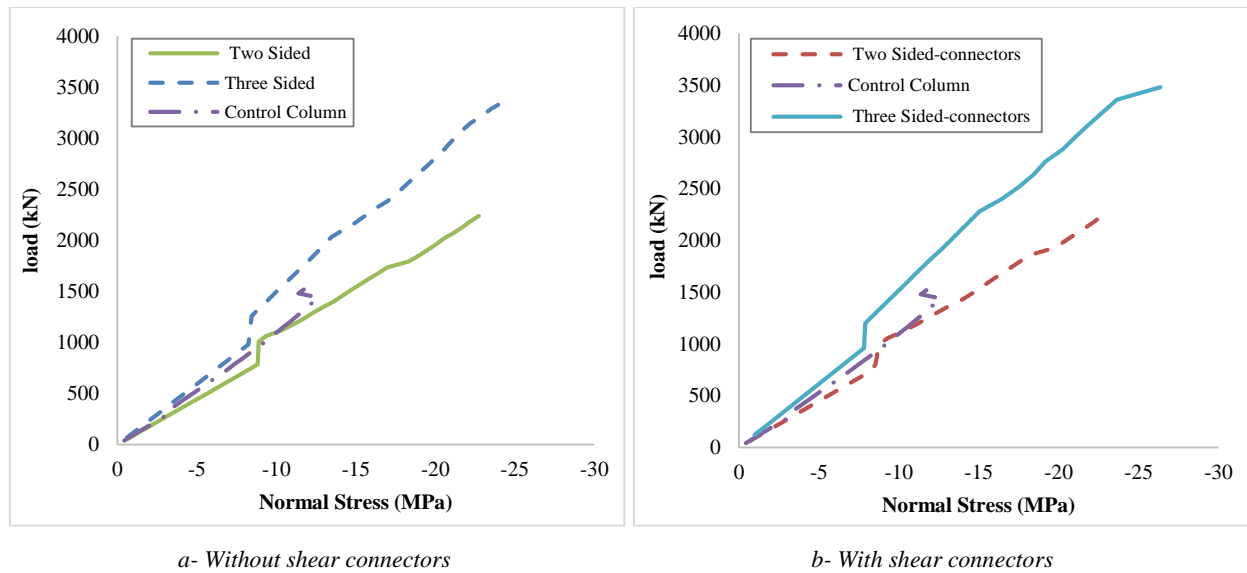 4000
3500
3000
2500
2000
1500
1000
500
0
load (kN)
Two Sided
Three Sided
Control Column
0
-5
-10
-15
-20
-25
-30
Normal Stress (MPa)
a- Without shear connectors
4000
3500
3000
2500
2000
1500
1000
500
0
load (kN)
Two Sided-connectors
Control Column
Three Sided-connectors
0
-5
-10
-15
-20
-25
-30
Normal Stress (MPa)
b- With shear connectors